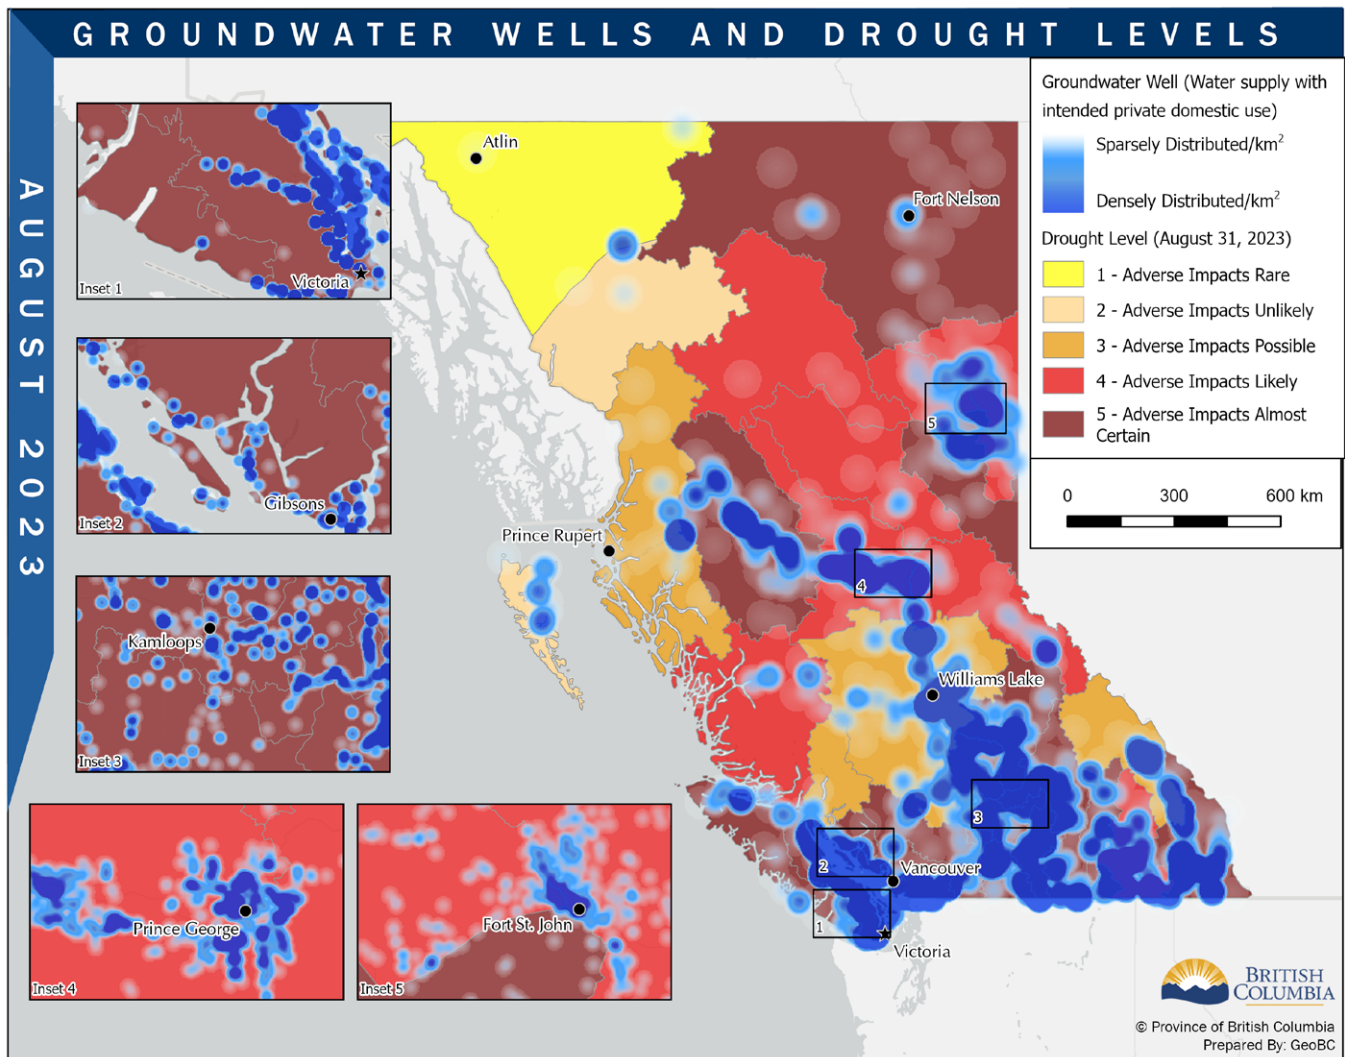 GROUNDWATER WELLS AND DROUGHT LEVELS
AUGUST 2023
Groundwater Well (Water supply with
intended private domestic use)
Sparsely Distributed/km²
Densely Distributed/km²
Drought Level (August 31, 2023)
1 - Adverse Impacts Rare
2 - Adverse Impacts Unlikely
3 - Adverse Impacts Possible
4 - Adverse Impacts Likely
5 - Adverse Impacts Almost
Certain
0 300 600 km
Atlin
Fort Nelson
5
Prince Rupert
4
Williams Lake
3
2
Vancouver
1
Victoria
Victoria
Inset 1
Gibsons
Inset 2
Kamloops
Inset 3
Prince George
Inset 4
Fort St. John
Inset 5
BRITISH
COLUMBIA
© Province of British Columbia
Prepared By: GeoBC